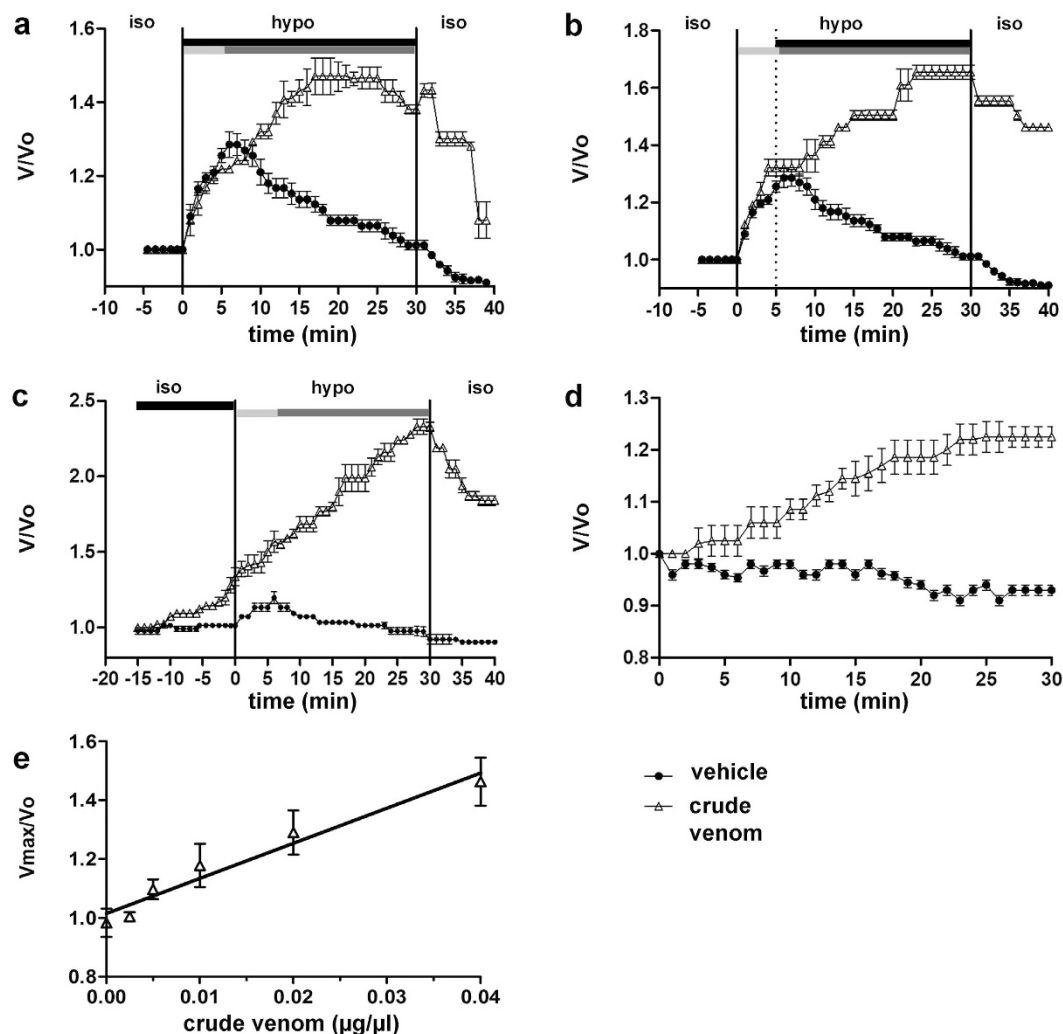 a
iso hypo iso
1.6
1.4
1.2
1.0
V/Vo
-10 -5 0 5 10 15 20 25 30 35 40
time (min)
b
iso hypo iso
1.8
1.6
1.4
1.2
1.0
V/Vo
-10 -5 0 5 10 15 20 25 30 35 40
time (min)
c
iso hypo iso
2.5
2.0
1.5
1.0
V/Vo
-20 -15 -10 -5 0 5 10 15 20 25 30 35 40
time (min)
d
1.3
1.2
1.1
1.0
0.9
0.8
V/Vo
0 5 10 15 20 25 30
time (min)
e
1.6
1.4
1.2
1.0
0.8
Vmax/Vo
0.00 0.01 0.02 0.03 0.04
crude venom (µg/µl)
vehicle
crude
venom